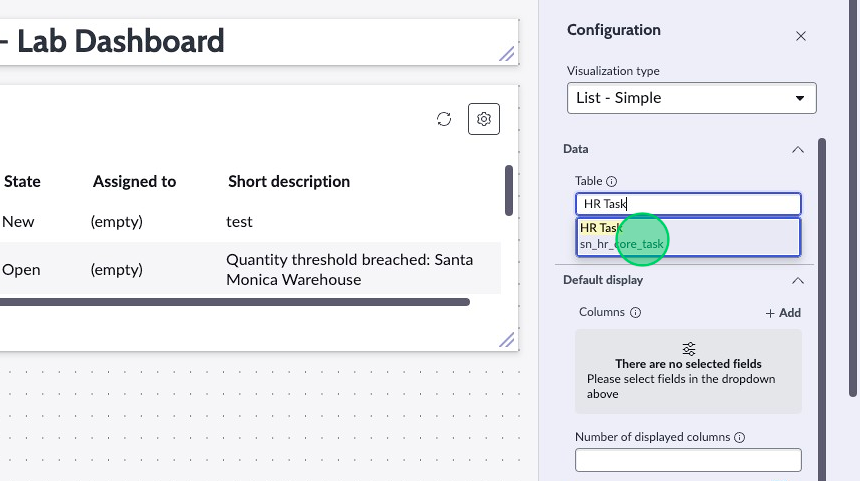 - Lab Dashboard
State Assigned to Short description
New (empty) test
Open (empty) Quantity threshold breached: Santa
Monica Warehouse
Configuration
Visualization type
List - Simple
Data
Table
HR Task
HR Task
sn_hr_core_task
Default display
Columns + Add
There are no selected fields
Please select fields in the dropdown
above
Number of displayed columns